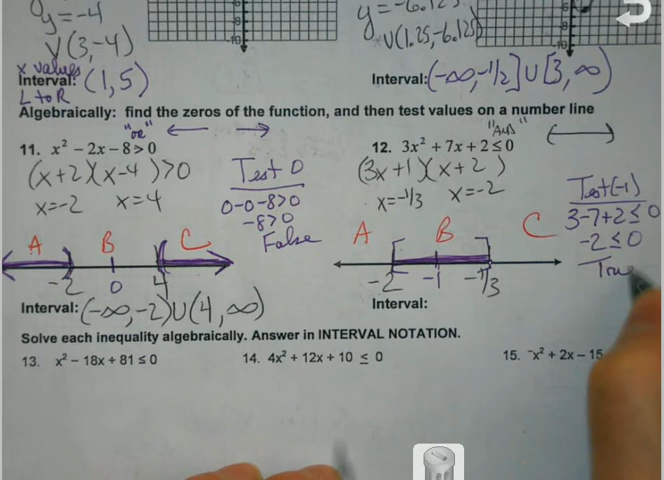 y = -4
y = -6.125
V(3,-4)
V(1.25,-6.125)
x values
Interval: (1,5)
L to R
Interval: (-∞,-1/2]∪[3,∞)
Algebraically: find the zeros of the function, and then test values on a number line
"or"
"And"
11. x² – 2x – 8 > 0
(x+2)(x-4)>0
x=-2 x=4
Test 0
0-0-8>0
-8>0
False
A B C
-2 0 4
Interval: (-∞,-2)∪(4,∞)
12. 3x² + 7x + 2 ≤ 0
(3x+1)(x+2)
x=-1/3 x=-2
Test(-1)
3-7+2≤0
-2≤0
True
A B C
-2 -1 -1/3
Interval:
Solve each inequality algebraically. Answer in INTERVAL NOTATION.
13. x² – 18x + 81 ≤ 0
14. 4x² + 12x + 10 ≤ 0
15. ⁻x² + 2x – 15